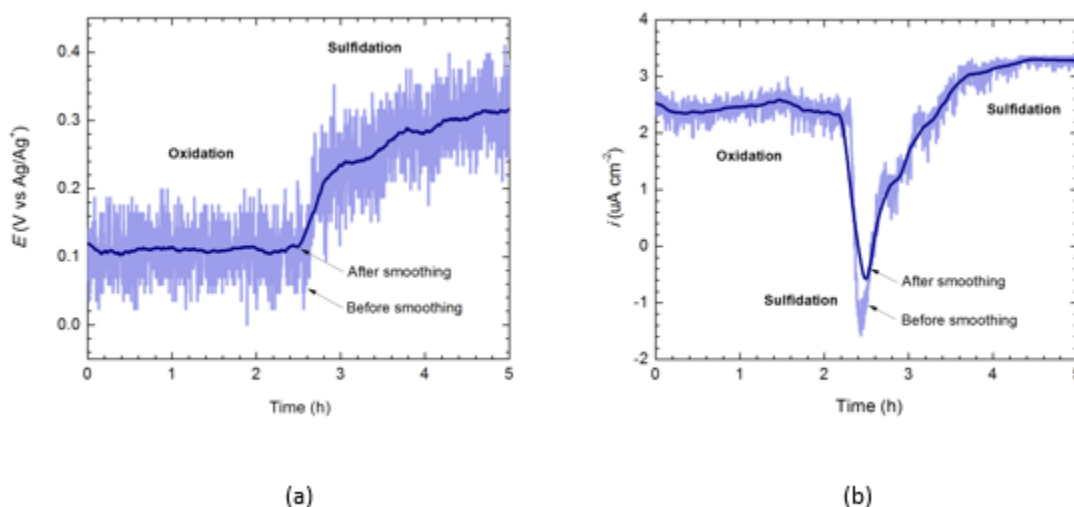 Sulfidation
Oxidation
After smoothing
Before smoothing
E (V vs Ag/Ag⁺)
0.4
0.3
0.2
0.1
0.0
0 1 2 3 4 5
Time (h)
(a)
Oxidation
Sulfidation
Sulfidation
After smoothing
Before smoothing
i (uA cm⁻²)
4
3
2
1
0
-1
-2
0 1 2 3 4 5
Time (h)
(b)